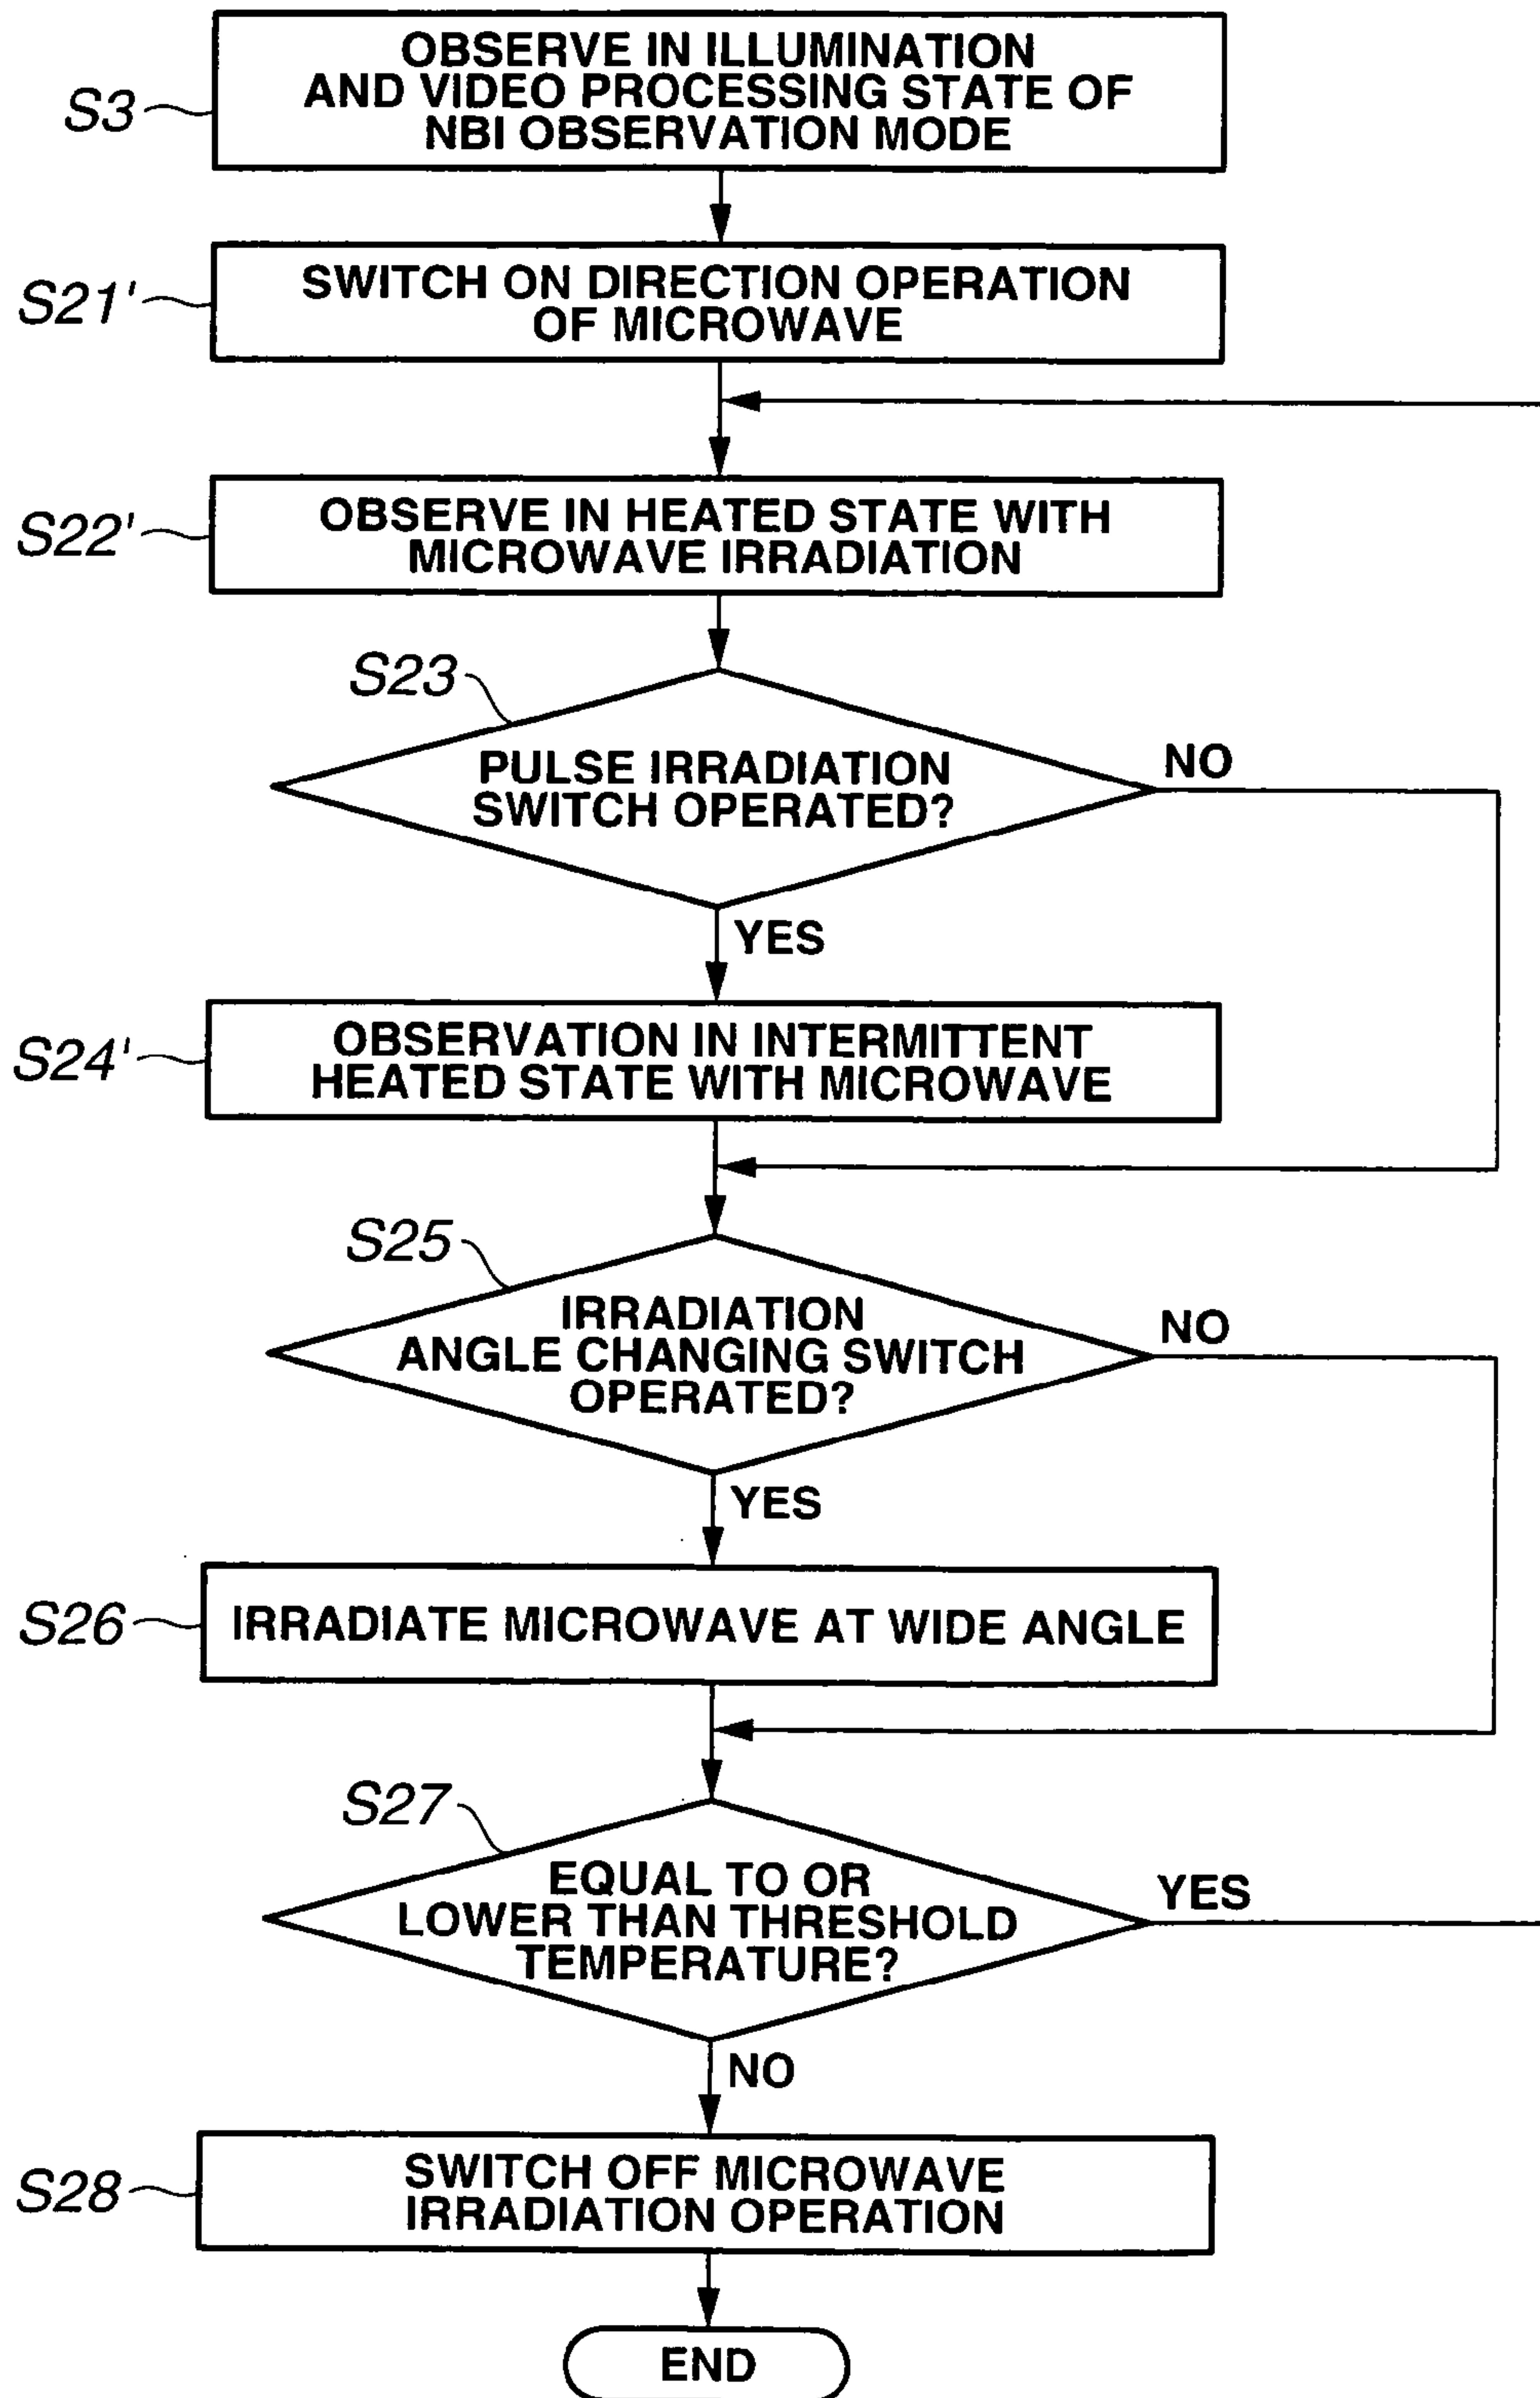 S3
OBSERVE IN ILLUMINATION
AND VIDEO PROCESSING STATE OF
NBI OBSERVATION MODE
S21'
SWITCH ON DIRECTION OPERATION
OF MICROWAVE
S22'
OBSERVE IN HEATED STATE WITH
MICROWAVE IRRADIATION
S23
PULSE IRRADIATION
SWITCH OPERATED?
NO
YES
S24'
OBSERVATION IN INTERMITTENT
HEATED STATE WITH MICROWAVE
S25
IRRADIATION
ANGLE CHANGING SWITCH
OPERATED?
NO
YES
S26
IRRADIATE MICROWAVE AT WIDE ANGLE
S27
EQUAL TO OR
LOWER THAN THRESHOLD
TEMPERATURE?
YES
NO
S28
SWITCH OFF MICROWAVE
IRRADIATION OPERATION
END